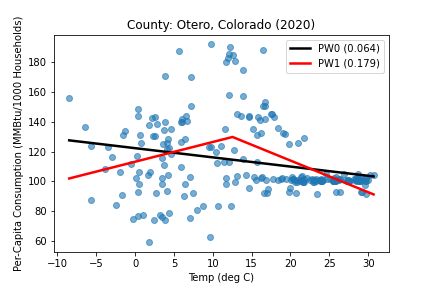 County: Otero, Colorado (2020)
Per-Capita Consumption (MMBtu/1000 Households)
180
160
140
120
100
80
60
PW0 (0.064)
PW1 (0.179)
−10 −5 0 5 10 15 20 25 30
Temp (deg C)